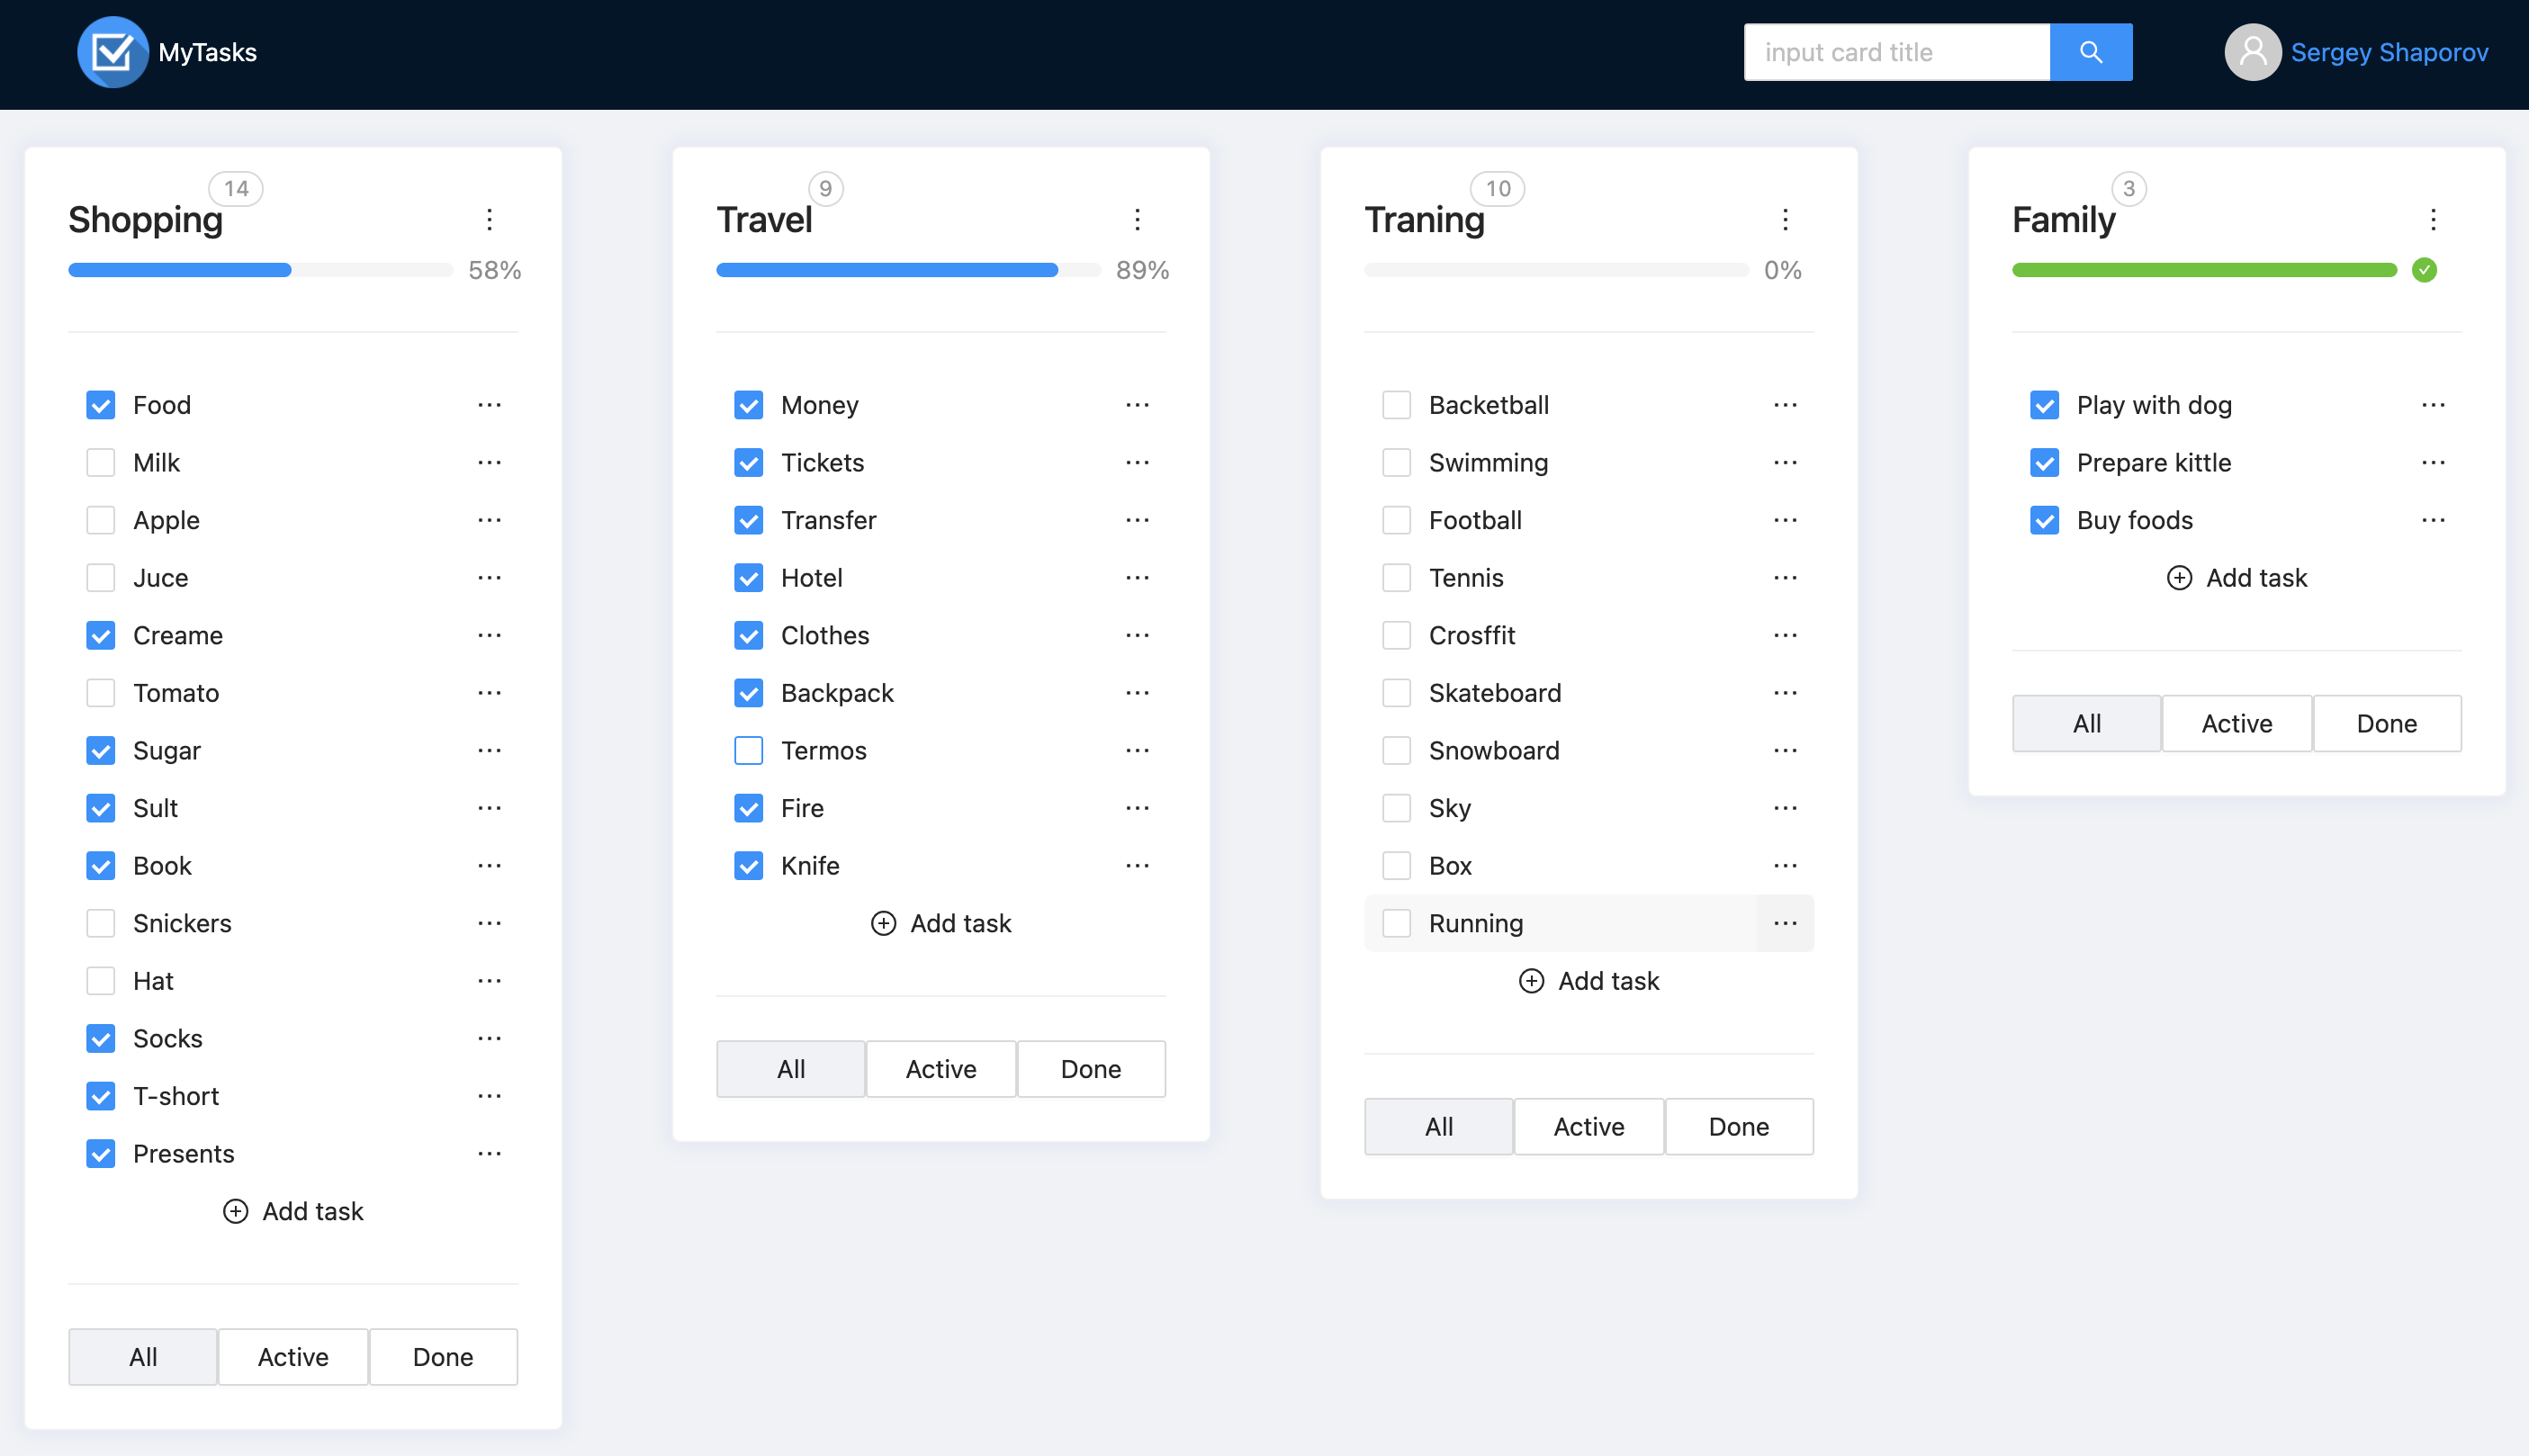 MyTasks
input card title
Sergey Shaporov
Shopping 14
58%
Food
Milk
Apple
Juce
Creame
Tomato
Sugar
Sult
Book
Snickers
Hat
Socks
T-short
Presents
Add task
All Active Done
Travel 9
89%
Money
Tickets
Transfer
Hotel
Clothes
Backpack
Termos
Fire
Knife
Add task
All Active Done
Traning 10
0%
Backetball
Swimming
Football
Tennis
Crosffit
Skateboard
Snowboard
Sky
Box
Running
Add task
All Active Done
Family 3
Play with dog
Prepare kittle
Buy foods
Add task
All Active Done